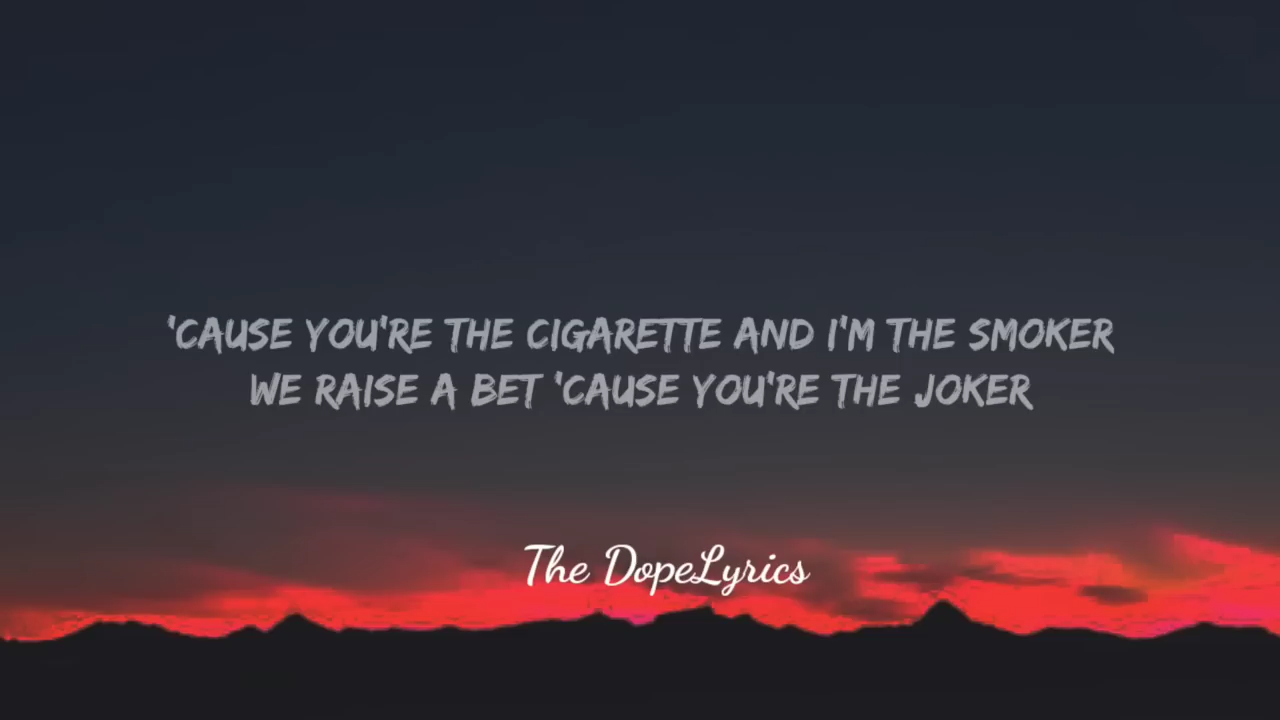 'CAUSE YOU'RE THE CIGARETTE AND I'M THE SMOKER
WE RAISE A BET 'CAUSE YOU'RE THE JOKER
The DopeLyrics